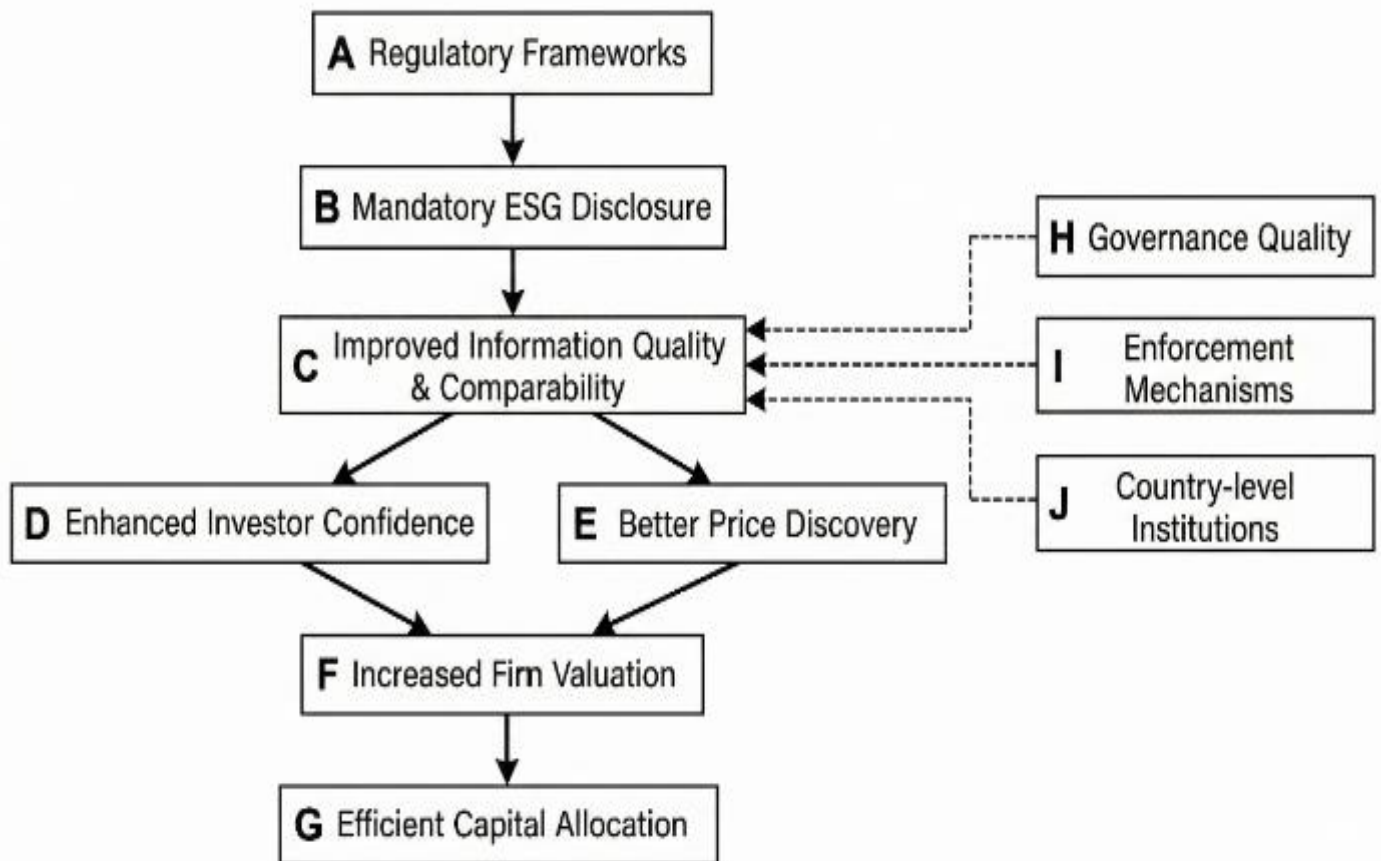 A Regulatory Frameworks
B Mandatory ESG Disclosure
C Improved Information Quality
& Comparability
D Enhanced Investor Confidence
E Better Price Discovery
F Increased Firn Valuation
G Efficient Capital Allocation
H Governance Quality
I Enforcement
Mechanisms
J Country-level
Institutions